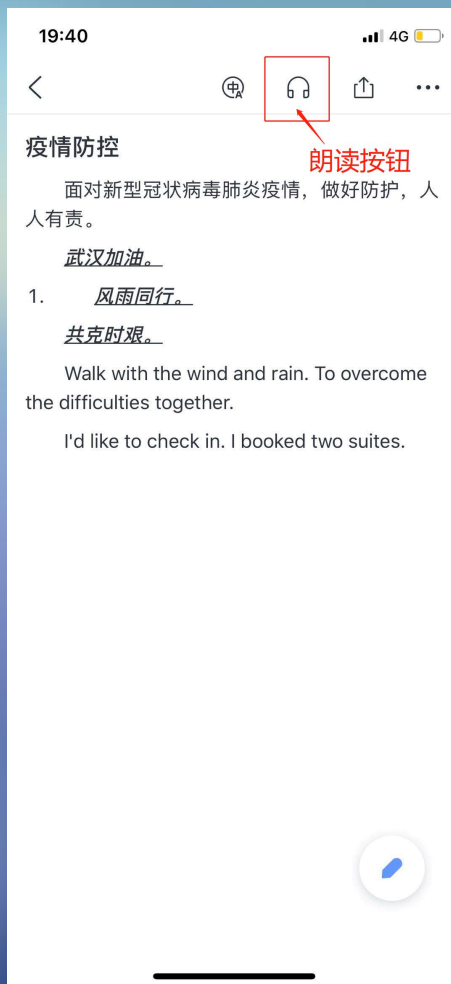 19:40
4G
疫情防控
朗读按钮
面对新型冠状病毒肺炎疫情，做好防护，人
人有责。
武汉加油。
1. 风雨同行。
共克时艰。
Walk with the wind and rain. To overcome
the difficulties together.
I'd like to check in. I booked two suites.